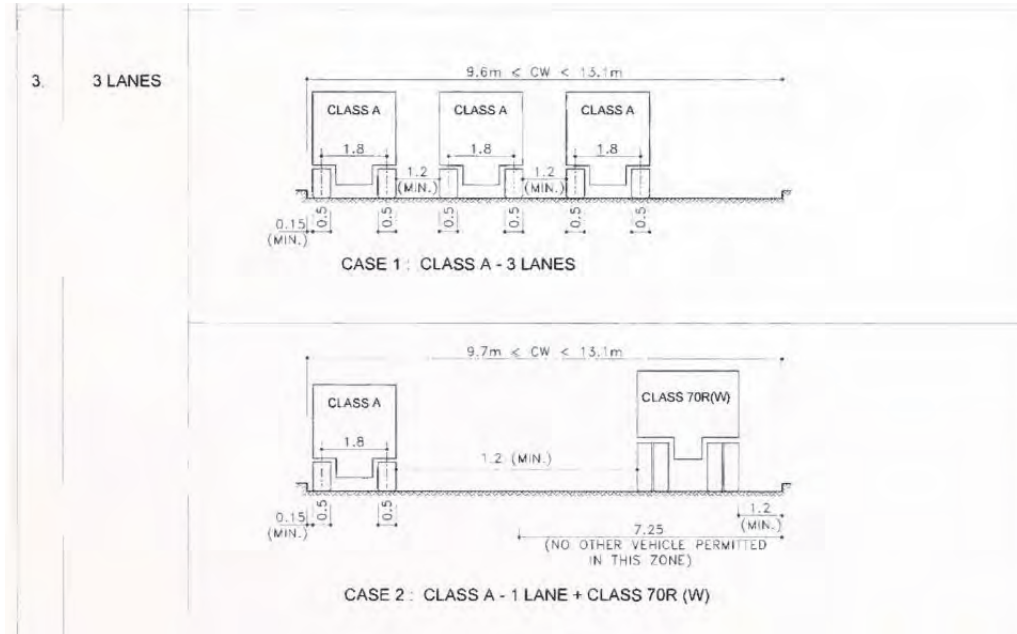 3. 3 LANES
9.6m ≤ CW < 13.1m
CLASS A CLASS A CLASS A
1.8 1.8 1.8
1.2 1.2
(MIN.) (MIN.)
0.15 0.5 0.5 0.5 0.5 0.5 0.5
(MIN.)
CASE 1 : CLASS A - 3 LANES
9.7m ≤ CW < 13.1m
CLASS A CLASS 70R(W)
1.8
1.2 (MIN.)
0.15 0.5 0.5 1.2
(MIN.) (MIN.)
7.25
(NO OTHER VEHICLE PERMITTED
IN THIS ZONE)
CASE 2 : CLASS A - 1 LANE + CLASS 70R (W)